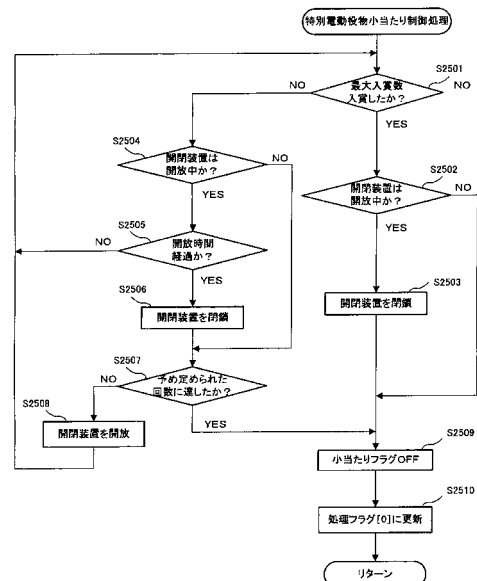 特別電動役物小当たり制御処理
S2501
最大入賞数
入賞したか？
NO
NO
YES
S2504
開閉装置は
開放中か？
NO
YES
S2502
開閉装置は
開放中か？
NO
YES
S2505
開放時間
経過か？
NO
YES
S2506
開閉装置を閉鎖
S2503
開閉装置を閉鎖
S2507
予め定められた
回数に達したか？
NO
YES
S2508
開閉装置を開放
S2509
小当たりフラグOFF
S2510
処理フラグ[0]に更新
リターン